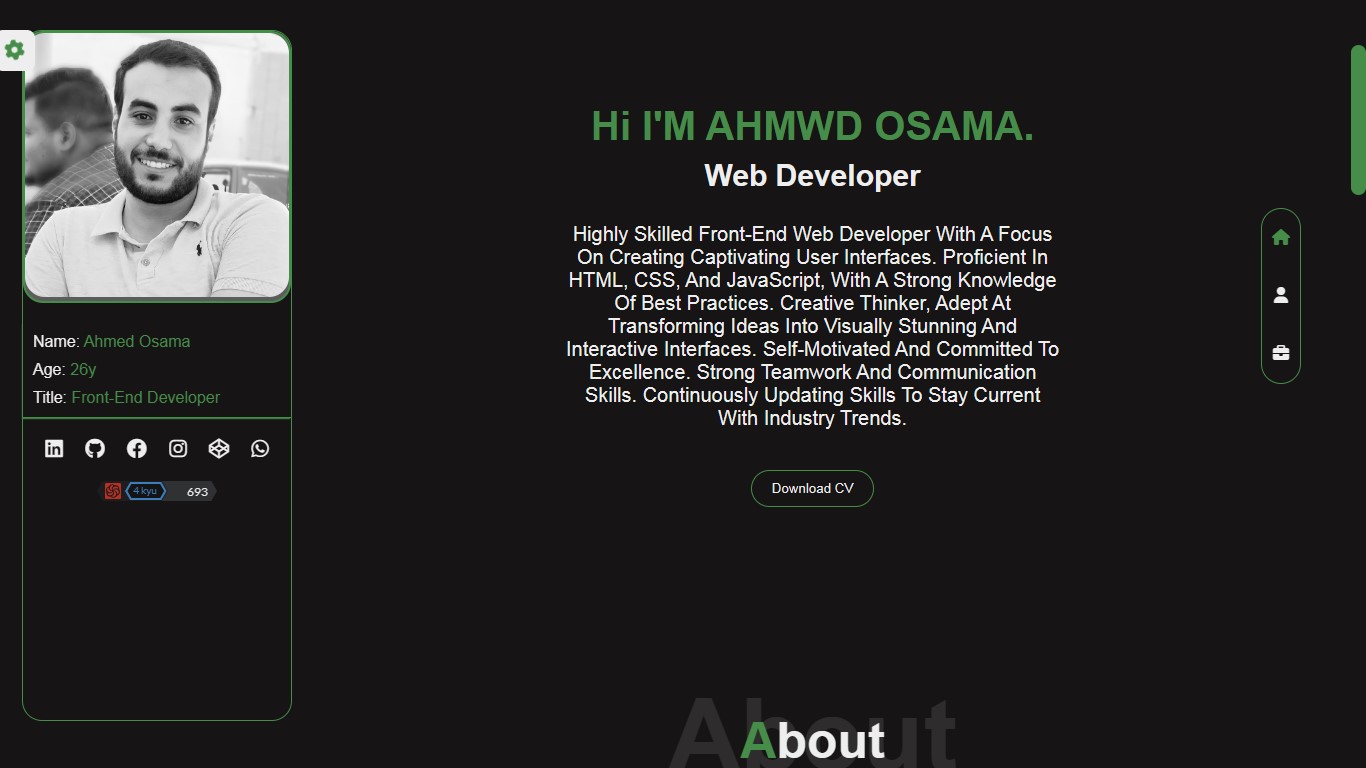 Name: Ahmed Osama
Age: 26y
Title: Front-End Developer
4 kyu
693
Hi I'M AHMWD OSAMA.
Web Developer
Highly Skilled Front-End Web Developer With A Focus
On Creating Captivating User Interfaces. Proficient In
HTML, CSS, And JavaScript, With A Strong Knowledge
Of Best Practices. Creative Thinker, Adept At
Transforming Ideas Into Visually Stunning And
Interactive Interfaces. Self-Motivated And Committed To
Excellence. Strong Teamwork And Communication
Skills. Continuously Updating Skills To Stay Current
With Industry Trends.
Download CV
About
About